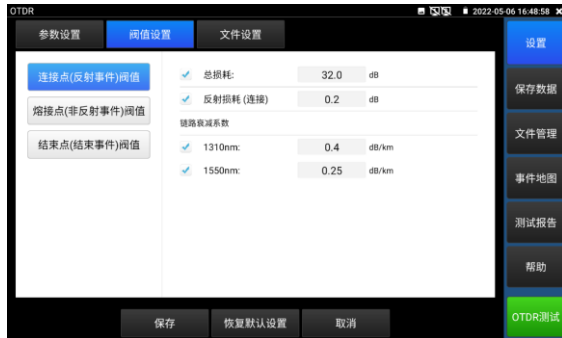 OTDR 2022-05-06 16:48:58
参数设置 阀值设置 文件设置 设置
连接点(反射事件)阀值 总损耗: 32.0 dB
保存数据
熔接点(非反射事件)阀值 反射损耗 (连接) 0.2 dB
链路衰减系数
文件管理
结束点(结束事件)阀值 1310nm: 0.4 dB/km
1550nm: 0.25 dB/km
事件地图
测试报告
帮助
保存 恢复默认设置 取消 OTDR测试